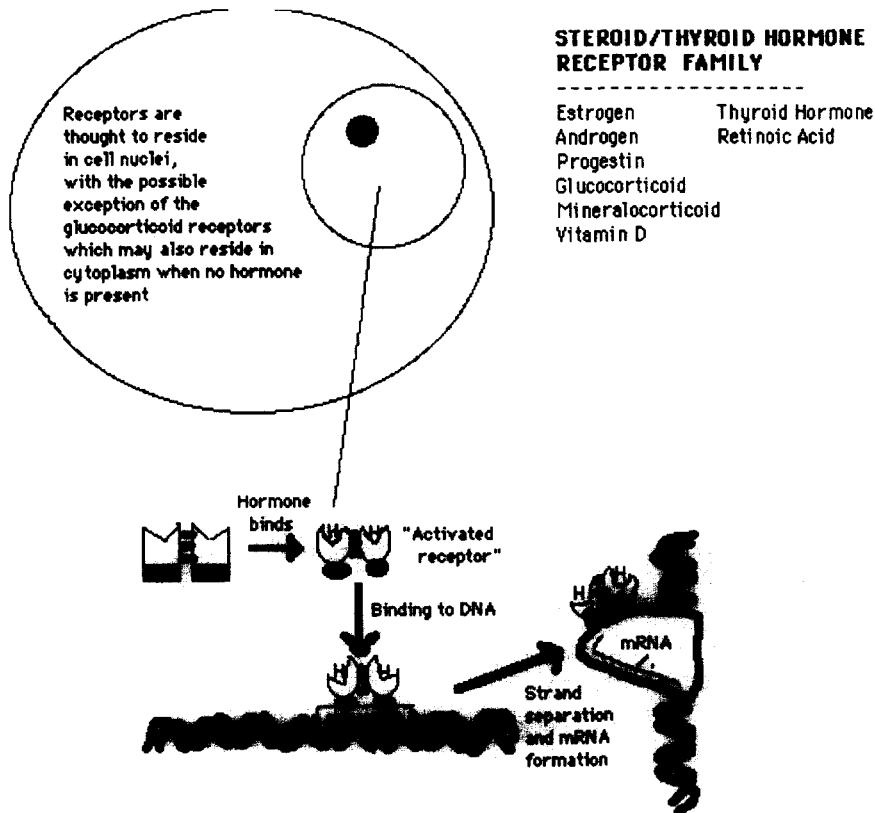 STEROID/THYROID HORMONE
RECEPTOR FAMILY
Estrogen Thyroid Hormone
Androgen Retinoic Acid
Progestin
Glucocorticoid
Mineralocorticoid
Vitamin D
Receptors are
thought to reside
in cell nuclei,
with the possible
exception of the
glucocorticoid receptors
which may also reside in
cytoplasm when no hormone
is present
Hormone
binds
H H
"Activated
receptor"
Binding to DNA
H H
H H
mRNA
Strand
separation
and mRNA
formation